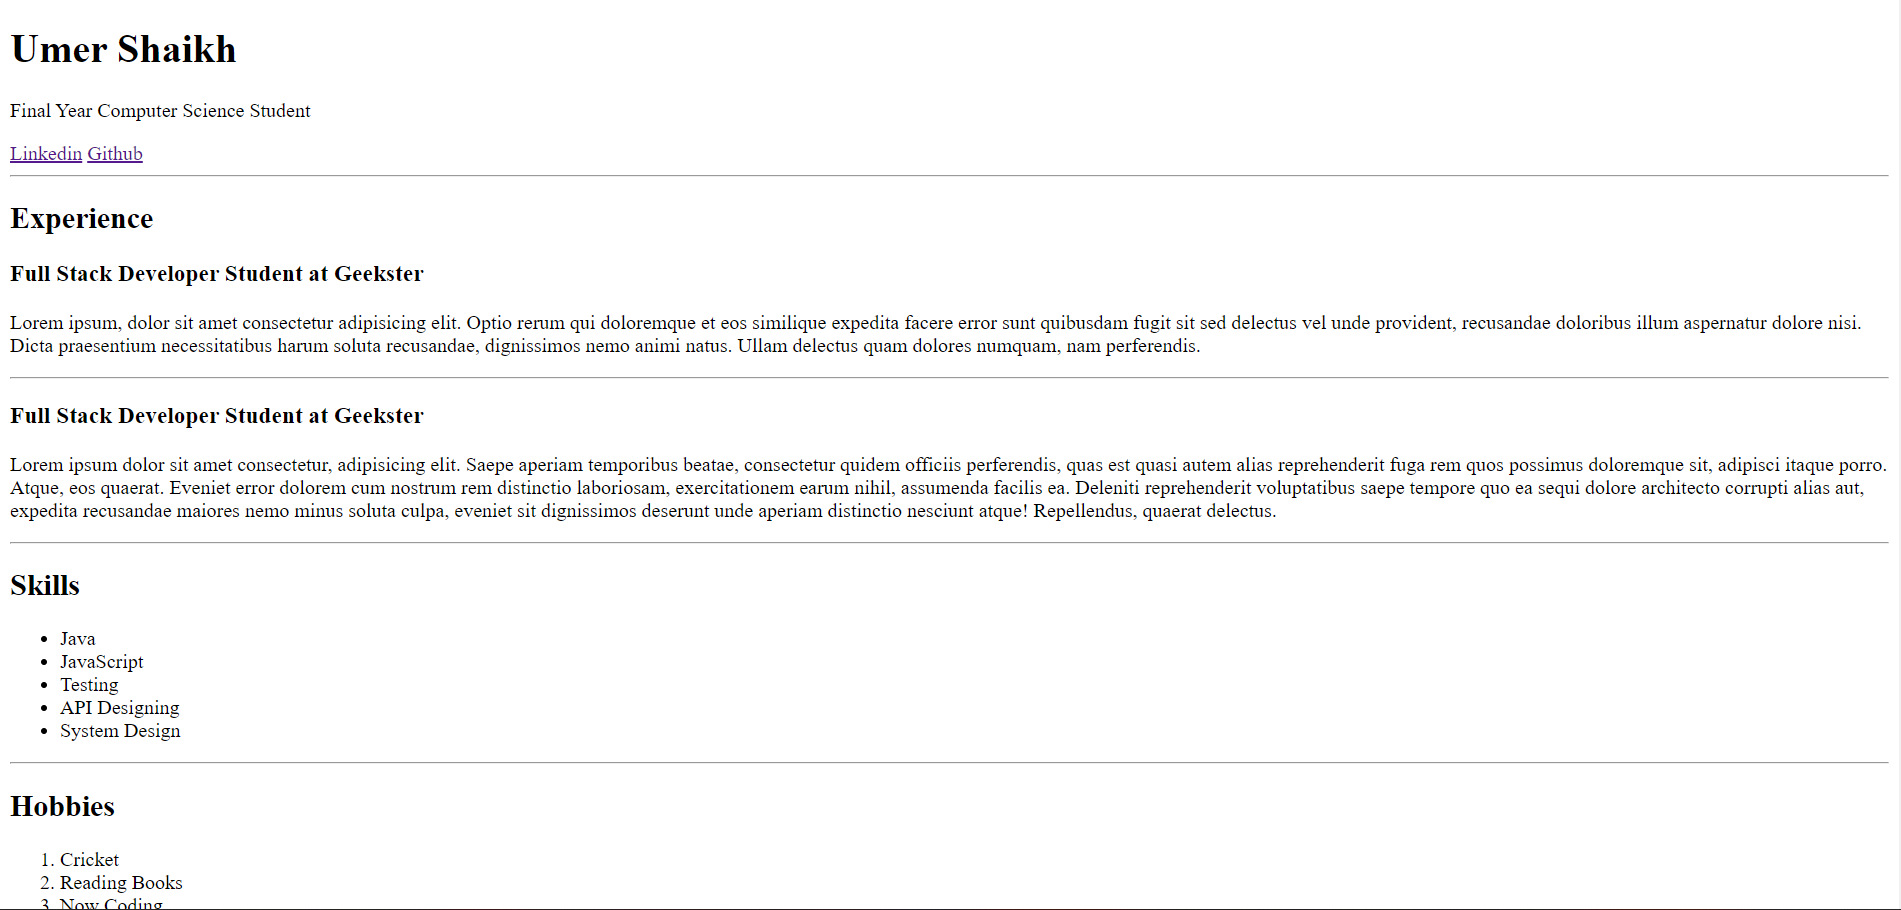 Umer Shaikh
Final Year Computer Science Student
Linkedin Github
Experience
Full Stack Developer Student at Geekster
Lorem ipsum, dolor sit amet consectetur adipisicing elit. Optio rerum qui doloremque et eos similique expedita facere error sunt quibusdam fugit sit sed delectus vel unde provident, recusandae doloribus illum aspernatur dolore nisi.
Dicta praesentium necessitatibus harum soluta recusandae, dignissimos nemo animi natus. Ullam delectus quam dolores numquam, nam perferendis.
Full Stack Developer Student at Geekster
Lorem ipsum dolor sit amet consectetur, adipisicing elit. Saepe aperiam temporibus beatae, consectetur quidem officiis perferendis, quas est quasi autem alias reprehenderit fuga rem quos possimus doloremque sit, adipisci itaque porro.
Atque, eos quaerat. Eveniet error dolorem cum nostrum rem distinctio laboriosam, exercitationem earum nihil, assumenda facilis ea. Deleniti reprehenderit voluptatibus saepe tempore quo ea sequi dolore architecto corrupti alias aut,
expedita recusandae maiores nemo minus soluta culpa, eveniet sit dignissimos deserunt unde aperiam distinctio nesciunt atque! Repellendus, quaerat delectus.
Skills
• Java
• JavaScript
• Testing
• API Designing
• System Design
Hobbies
1. Cricket
2. Reading Books
3. Now Coding